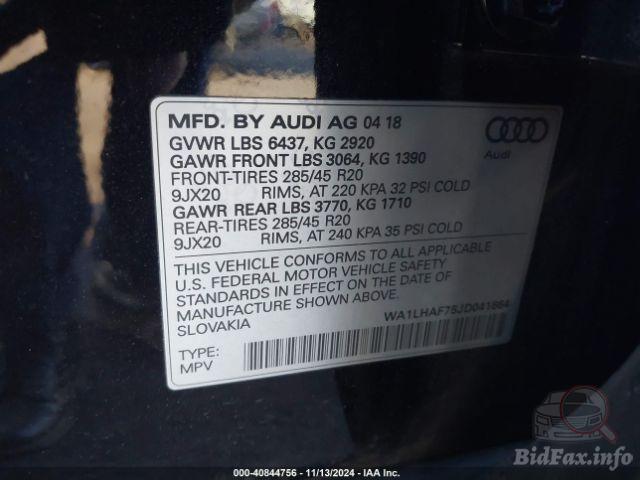 MFD. BY AUDI AG 04 18
GVWR LBS 6437, KG 2920
GAWR FRONT LBS 3064, KG 1390
FRONT-TIRES 285/45 R20
9JX20 RIMS, AT 220 KPA 32 PSI COLD
GAWR REAR LBS 3770, KG 1710
REAR-TIRES 285/45 R20
9JX20 RIMS, AT 240 KPA 35 PSI COLD
Audi
THIS VEHICLE CONFORMS TO ALL APPLICABLE
U.S. FEDERAL MOTOR VEHICLE SAFETY
STANDARDS IN EFFECT ON THE DATE OF
MANUFACTURE SHOWN ABOVE.
SLOVAKIA
WA1LHAF75JD041864
TYPE:
MPV
BidFax.info
000-40844756 - 11/13/2024 - IAA Inc.